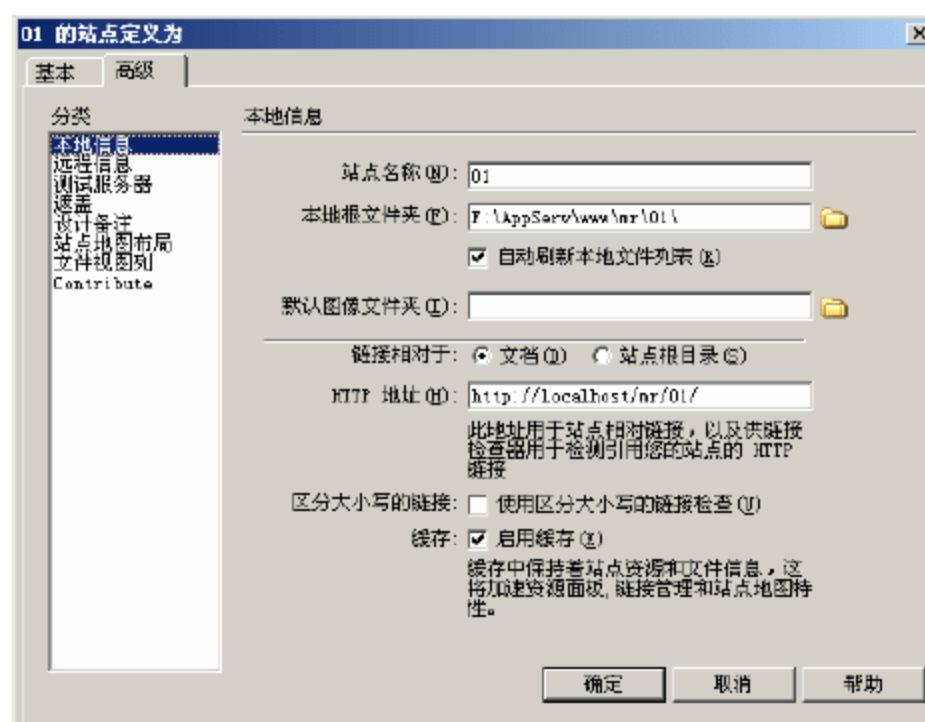 01 的站点定义为
基本 高级
分类
本地信息
远程信息
测试服务器
遮盖
设计备注
站点地图布局
文件视图列
Contribute
本地信息
站点名称(N): 01
本地根文件夹(F): F:\AppServ\www\mr\01\
自动刷新本地文件列表(R)
默认图像文件夹(I):
链接相对于: 文档(D) 站点根目录(S)
HTTP 地址(H): http://localhost/mr/01/
此地址用于站点相对链接，以及供链接
检查器用于检测引用您的站点的 HTTP
链接
区分大小写的链接: 使用区分大小写的链接检查(U)
缓存: 启用缓存(E)
缓存中保持着站点资源和文件信息，这
将加速资源面板,链接管理和站点地图特
性。
确定 取消 帮助